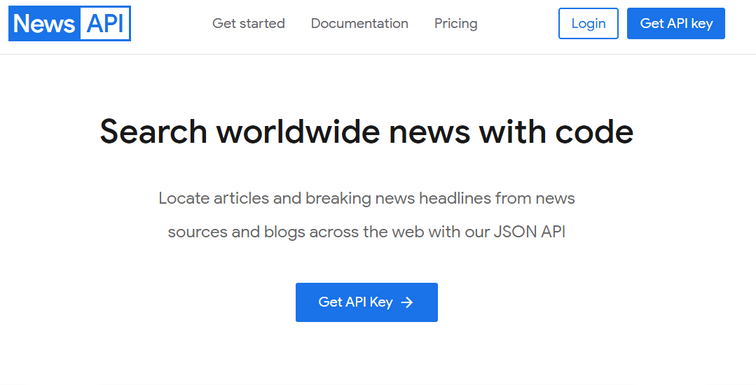 News API
Get started
Documentation
Pricing
Login
Get API key
Search worldwide news with code
Locate articles and breaking news headlines from news
sources and blogs across the web with our JSON API
Get API Key →